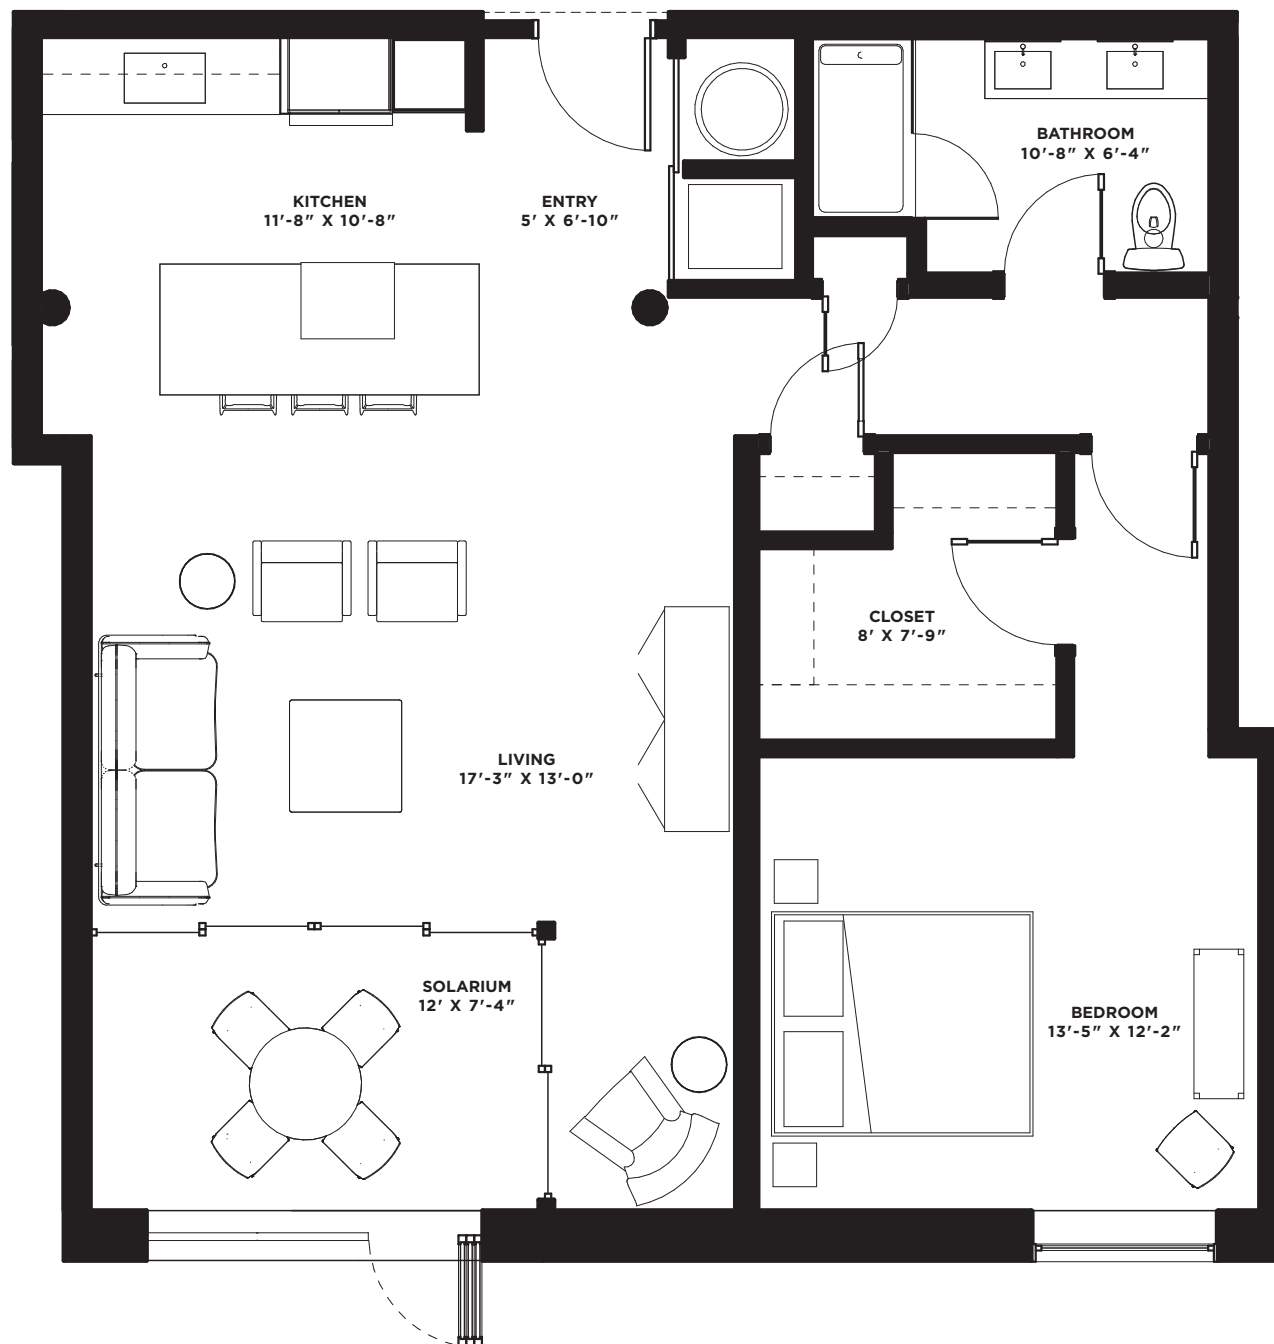 BATHROOM
10'-8" X 6'-4"
KITCHEN
11'-8" X 10'-8"
ENTRY
5' X 6'-10"
CLOSET
8' X 7'-9"
LIVING
17'-3" X 13'-0"
SOLARIUM
12' X 7'-4"
BEDROOM
13'-5" X 12'-2"